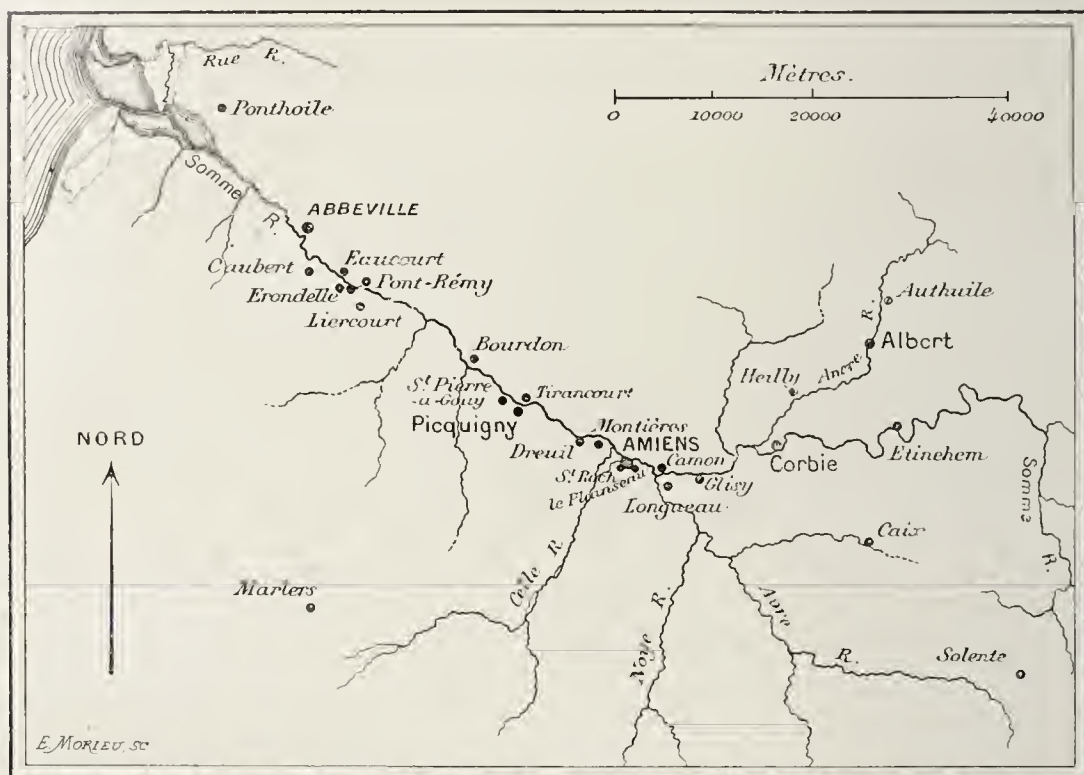 Rue R.
Mètres.
0 10000 20000 40000
Ponthoile
Somme R.
ABBEVILLE
Caubert
Eaucourt
Pont-Rémy
Erondelle
Liercourt
Authuile
Ancre R.
Albert
Heilly
Bourdon
St. Pierre
-a-Gouy
Tirancourt
Picquigny
Montières
Dreuil
AMIENS
Camon
St. Roch
Glisy
Longueau
Corbie
Etinehem
Somme R.
NORD
Caix
Celle R.
Noye R.
Avre R.
Marlers
Solente
E. MORIEU, SC